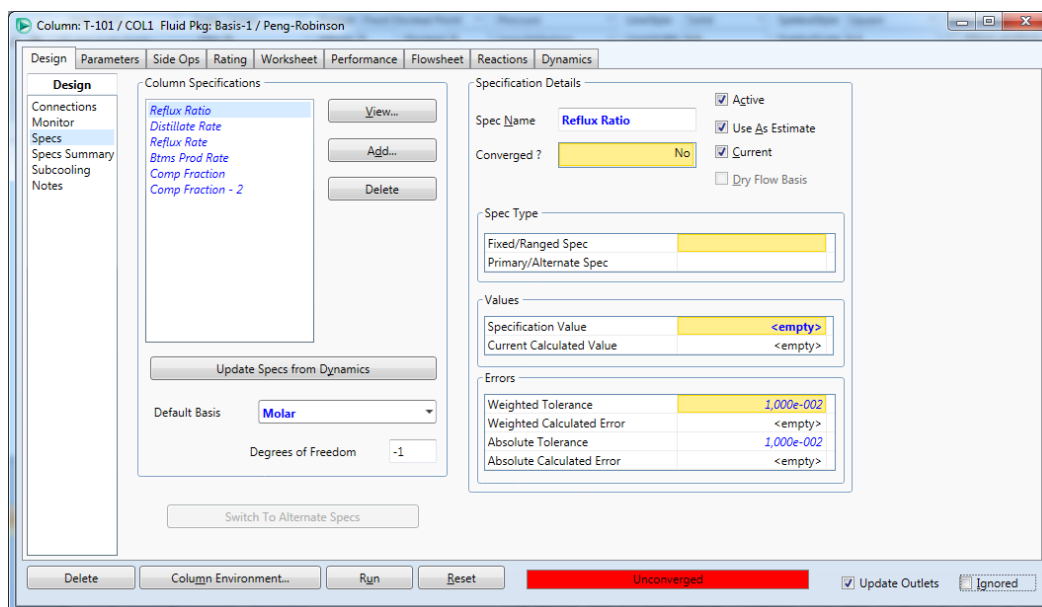 Column: T-101 / COL1 Fluid Pkg: Basis-1 / Peng-Robinson
Design Parameters Side Ops Rating Worksheet Performance Flowsheet Reactions Dynamics
Design
Connections
Monitor
Specs
Specs Summary
Subcooling
Notes
Column Specifications
Reflux Ratio
Distillate Rate
Reflux Rate
Btms Prod Rate
Comp Fraction
Comp Fraction - 2
View...
Add...
Delete
Update Specs from Dynamics
Default Basis Molar
Degrees of Freedom -1
Switch To Alternate Specs
Specification Details
Spec Name Reflux Ratio
Converged ? No
Active
Use As Estimate
Current
Dry Flow Basis
Spec Type
Fixed/Ranged Spec
Primary/Alternate Spec
Values
Specification Value <empty>
Current Calculated Value <empty>
Errors
Weighted Tolerance 1,000e-002
Weighted Calculated Error <empty>
Absolute Tolerance 1,000e-002
Absolute Calculated Error <empty>
Delete Column Environment... Run Reset Unconverged Update Outlets Ignored